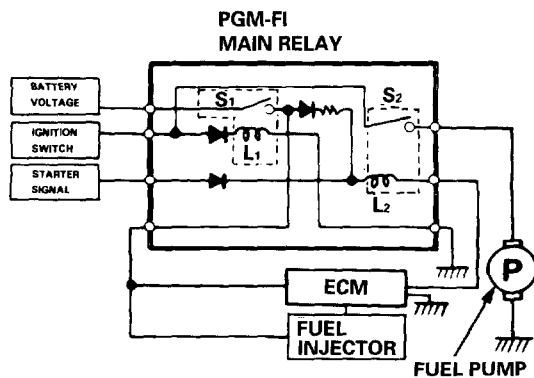 PGM-FI
MAIN RELAY
BATTERY
VOLTAGE
IGNITION
SWITCH
STARTER
SIGNAL
S1
L1
S2
L2
ECM
FUEL
INJECTOR
P
FUEL PUMP